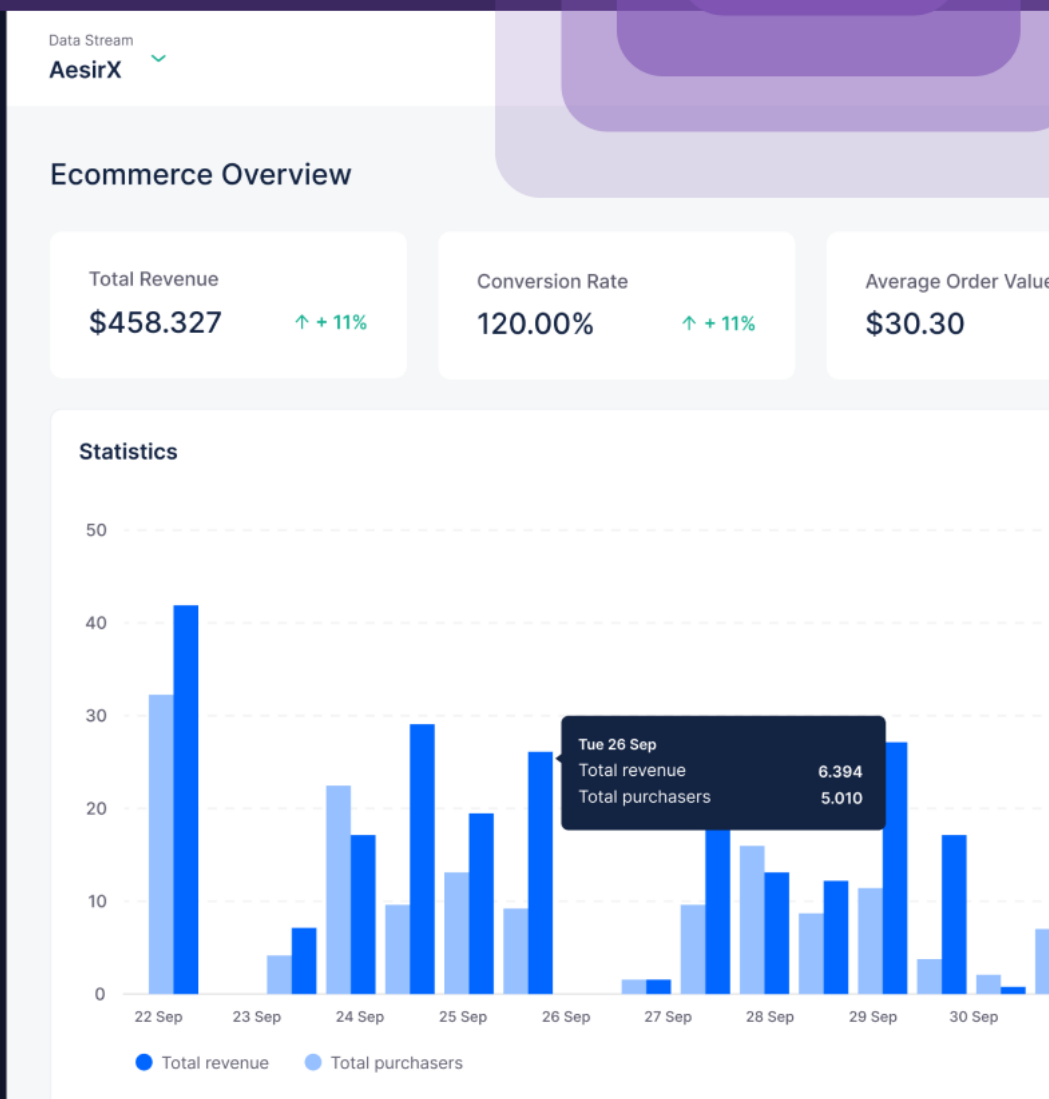 Data Stream
AesirX
Ecommerce Overview
Total Revenue
$458.327
↑ + 11%
Conversion Rate
120.00%
↑ + 11%
Average Order Value
$30.30
Statistics
50
40
30
20
10
0
Tue 26 Sep
Total revenue 6.394
Total purchasers 5.010
22 Sep 23 Sep 24 Sep 25 Sep 26 Sep 27 Sep 28 Sep 29 Sep 30 Sep
Total revenue Total purchasers